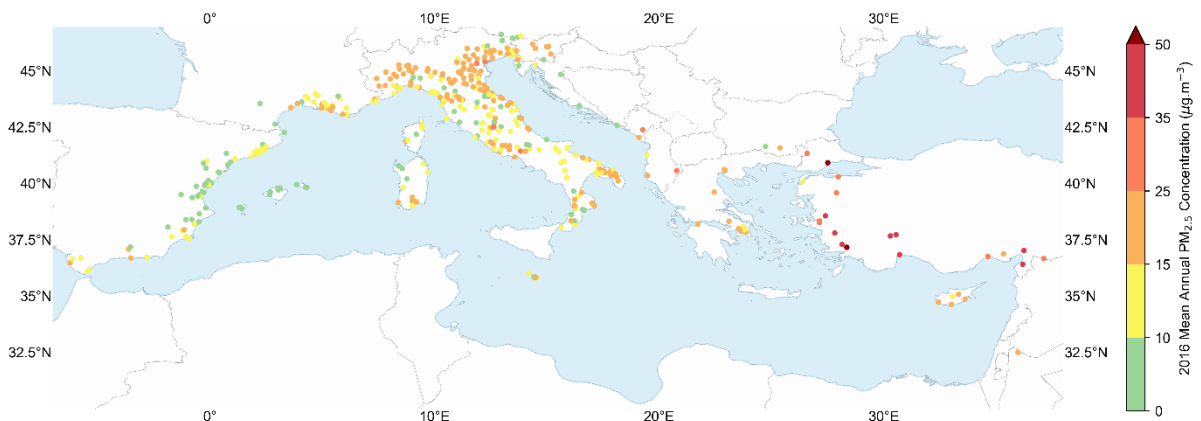 0° 10°E 20°E 30°E
45°N 45°N
42.5°N 42.5°N
40°N 40°N
37.5°N 37.5°N
35°N 35°N
32.5°N 32.5°N
0° 10°E 20°E 30°E
50
35
25
15
10
0
2016 Mean Annual PM2.5 Concentration (μg.m−3)